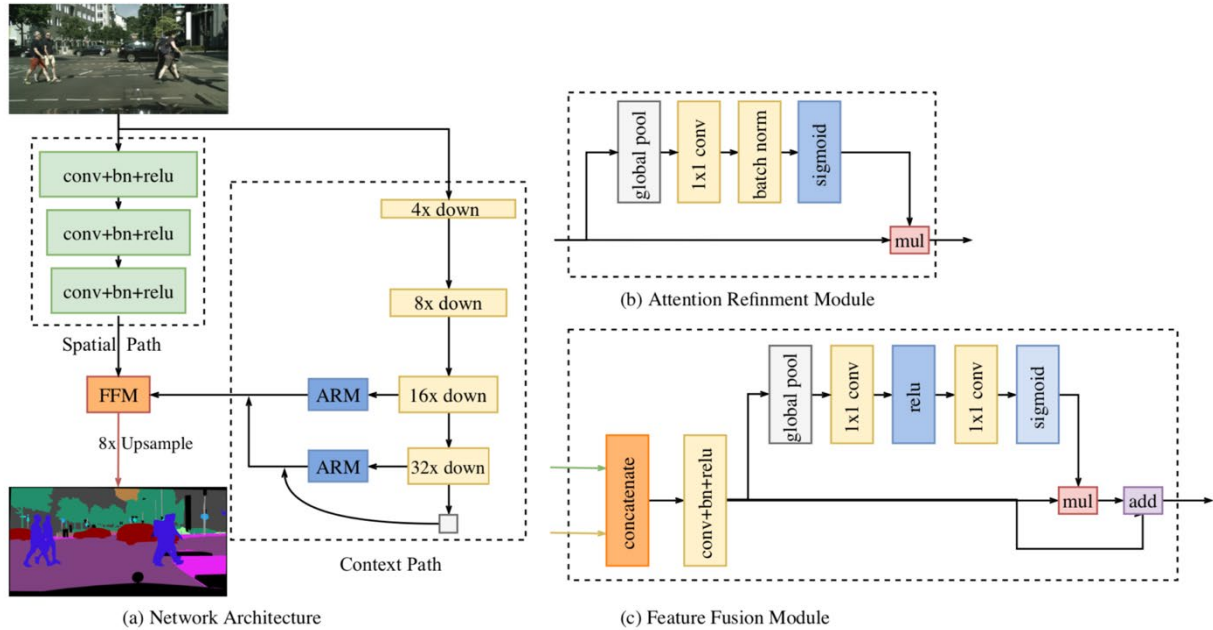 conv+bn+relu
conv+bn+relu
conv+bn+relu
Spatial Path
FFM
8x Upsample
4x down
8x down
ARM
16x down
ARM
32x down
Context Path
(a) Network Architecture
global pool
1x1 conv
batch norm
sigmoid
mul
(b) Attention Refinment Module
global pool
1x1 conv
relu
1x1 conv
sigmoid
concatenate
conv+bn+relu
mul
add
(c) Feature Fusion Module